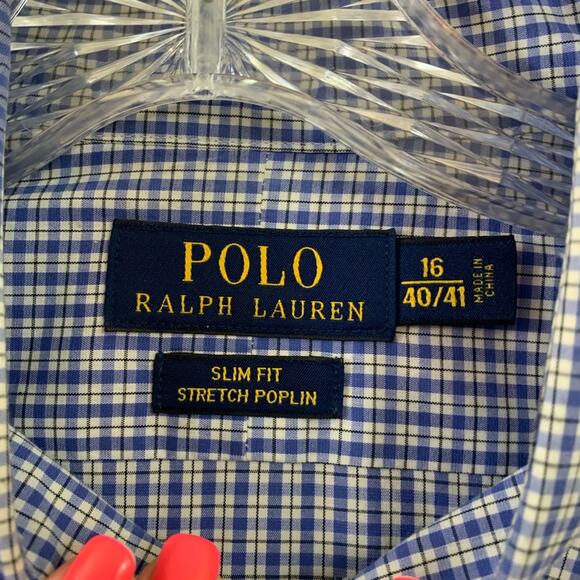 POLO
RALPH LAUREN
16
40/41
MADE IN
CHINA
SLIM FIT
STRETCH POPLIN